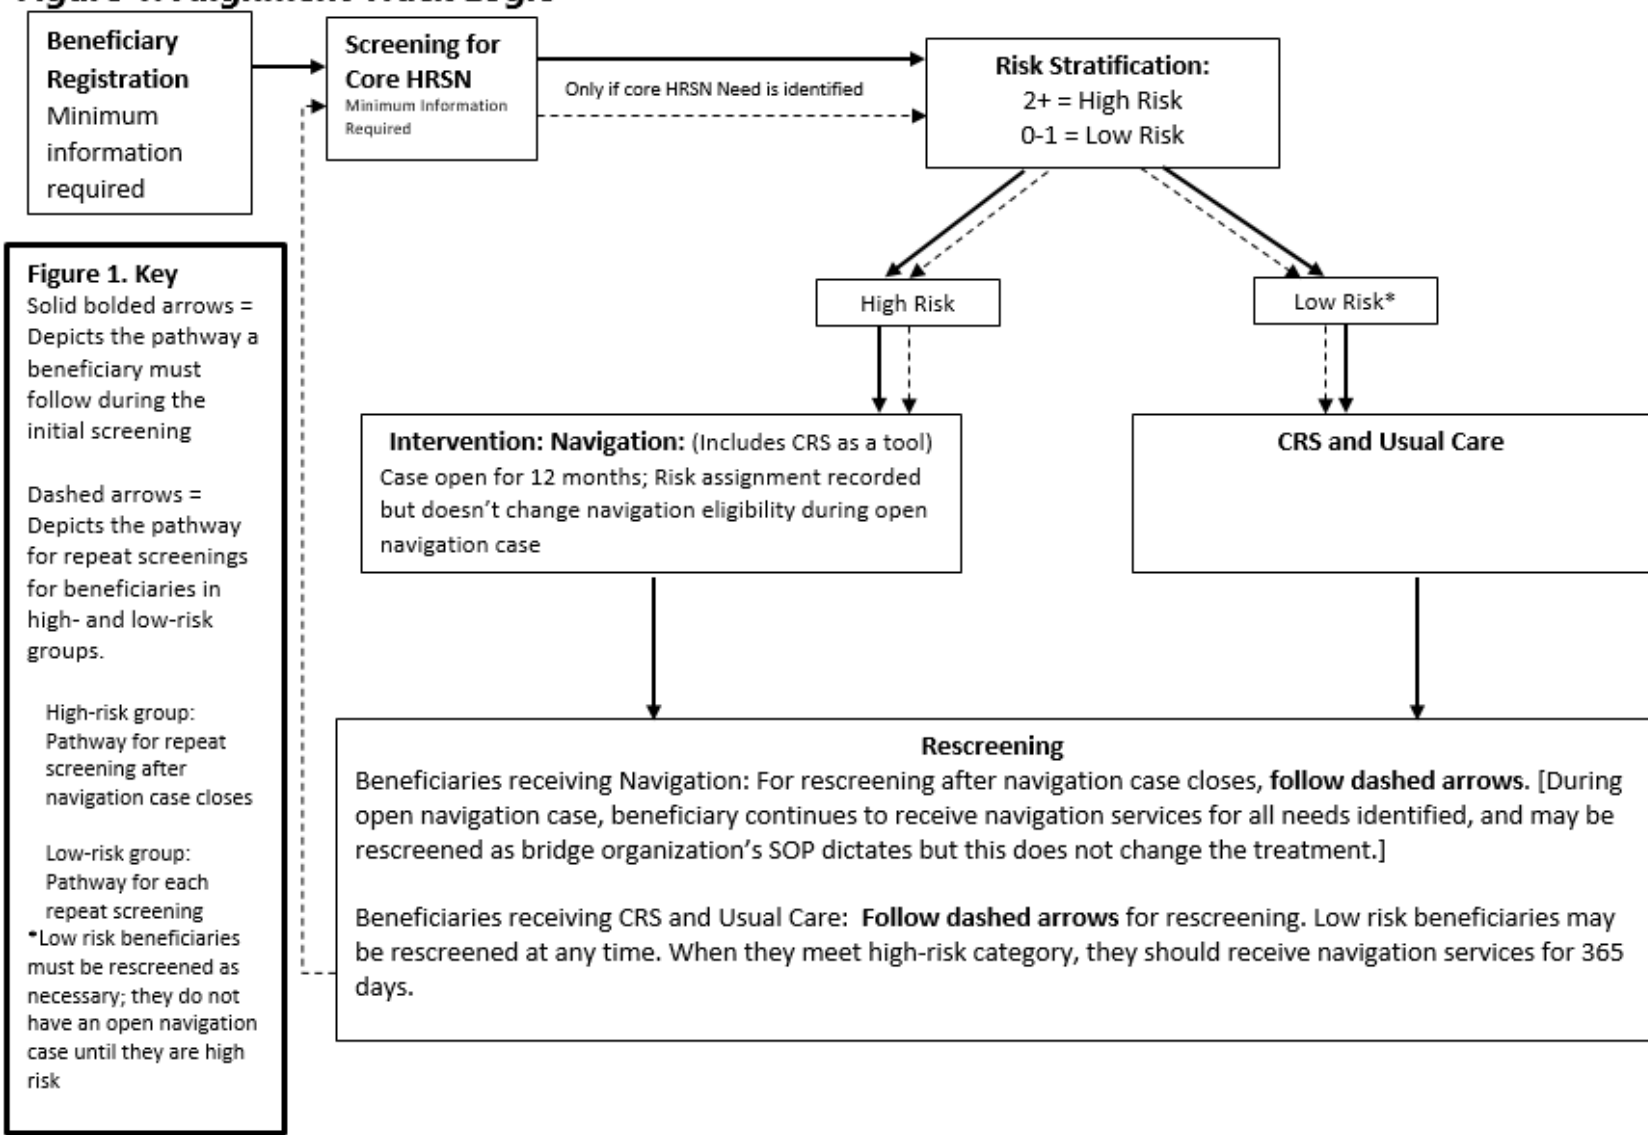 Beneficiary
Registration
Minimum
information
required
Screening for
Core HRSN
Minimum Information
Required
Only if core HRSN Need is identified
Risk Stratification:
2+ = High Risk
0-1 = Low Risk
High Risk
Low Risk*
Intervention: Navigation: (Includes CRS as a tool)
Case open for 12 months; Risk assignment recorded
but doesn’t change navigation eligibility during open
navigation case
CRS and Usual Care
Rescreening
Beneficiaries receiving Navigation: For rescreening after navigation case closes, follow dashed arrows. [During
open navigation case, beneficiary continues to receive navigation services for all needs identified, and may be
rescreened as bridge organization’s SOP dictates but this does not change the treatment.]
Beneficiaries receiving CRS and Usual Care:  Follow dashed arrows for rescreening. Low risk beneficiaries may
be rescreened at any time. When they meet high-risk category, they should receive navigation services for 365
days.
Figure 1. Key
Solid bolded arrows =
Depicts the pathway a
beneficiary must
follow during the
initial screening
Dashed arrows =
Depicts the pathway
for repeat screenings
for beneficiaries in
high- and low-risk
groups.
High-risk group:
Pathway for repeat
screening after
navigation case closes
Low-risk group:
Pathway for each
repeat screening
*Low risk beneficiaries
must be rescreened as
necessary; they do not
have an open navigation
case until they are high
risk